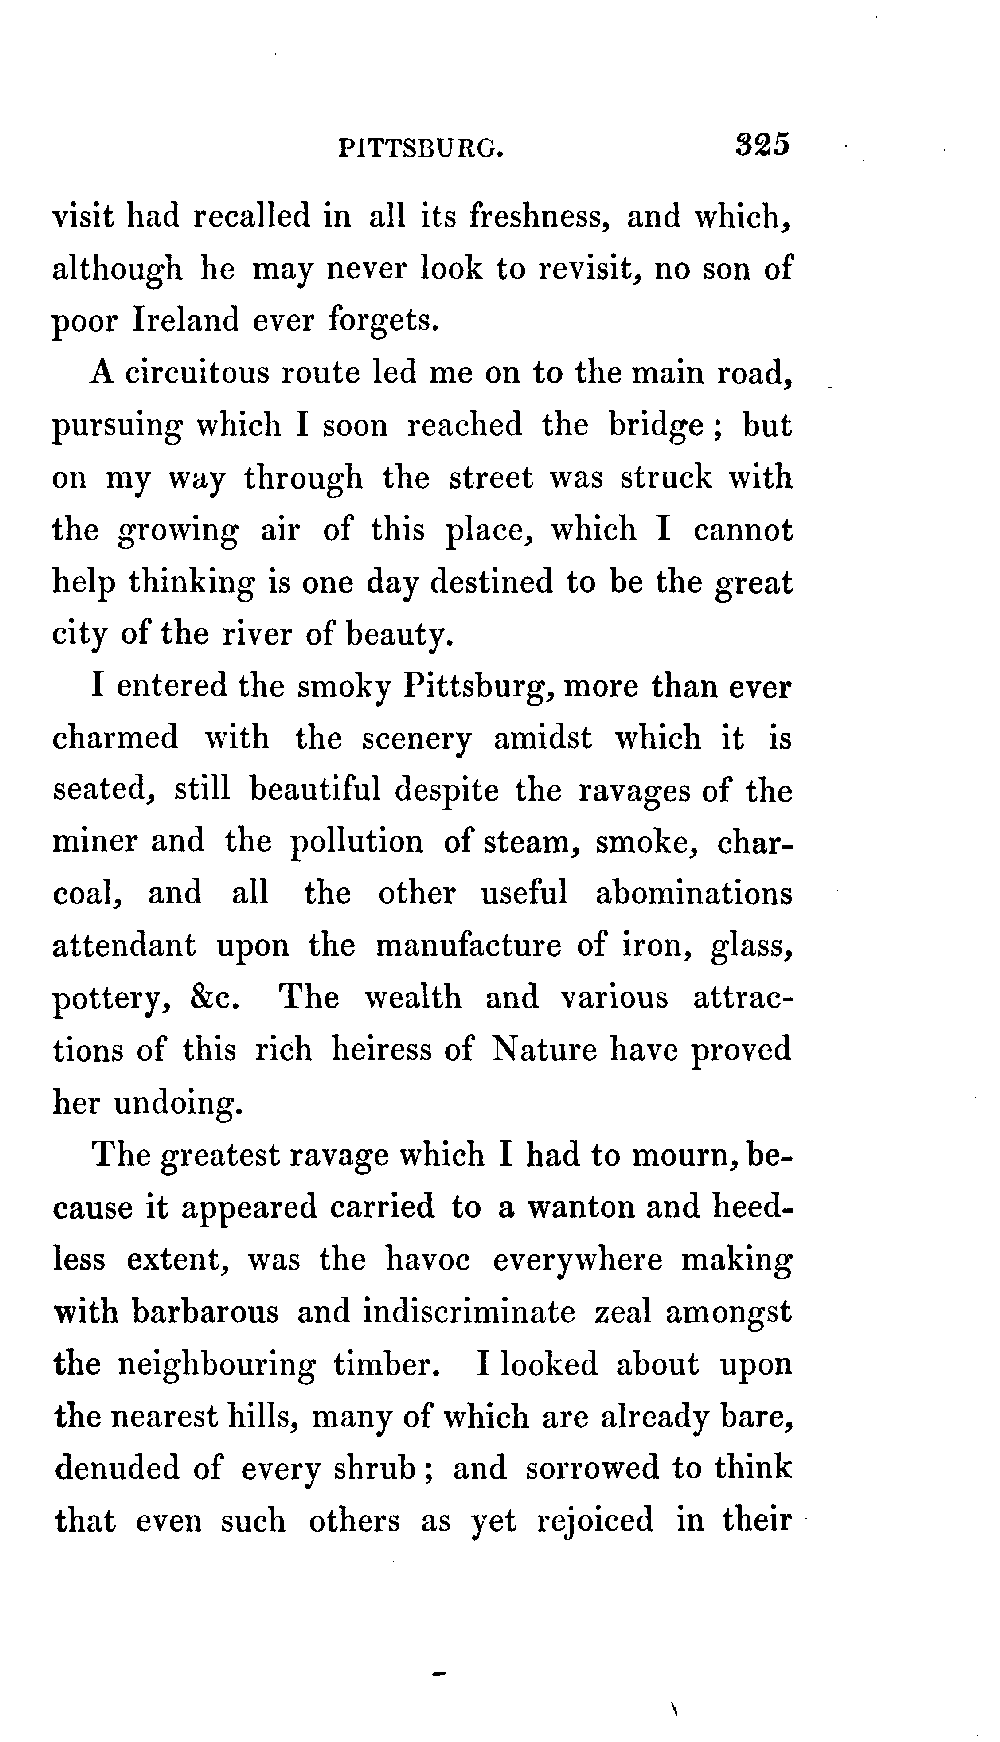 PITTSBURG. 325
visit had recalled in all its freshness, and which,
although he may never look to revisit, no son of
poor Ireland ever forgets.
A circuitous route led me on to the main road,
pursuing which I soon reached the bridge ; but
on my way through the street was struck with
the growing air of this place, which I cannot
help thinking is one day destined to be the great
city of the river of beauty.
I entered the smoky Pittsburg, more than ever
charmed with the scenery amidst which it is
seated, still beautiful despite the ravages of the
miner and the pollution of steam, smoke, char-
coal, and all the other useful abominations
attendant upon the manufacture of iron, glass,
pottery, &c. The wealth and various attrac-
tions of this rich heiress of Nature have proved
her undoing.
The greatest ravage which I had to mourn, be-
cause it appeared carried to a wanton and heed-
less extent, was the havoc everywhere making
with barbarous and indiscriminate zeal amongst
the neighbouring timber. I looked about upon
the nearest hills, many of which are already bare,
denuded of every shrub ; and sorrowed to think
that even such others as yet rejoiced in their